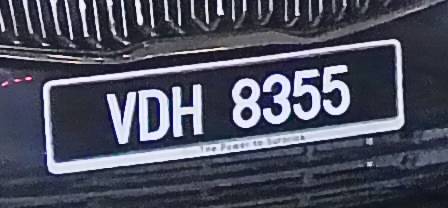 VDH 8355
The Power to Surprise